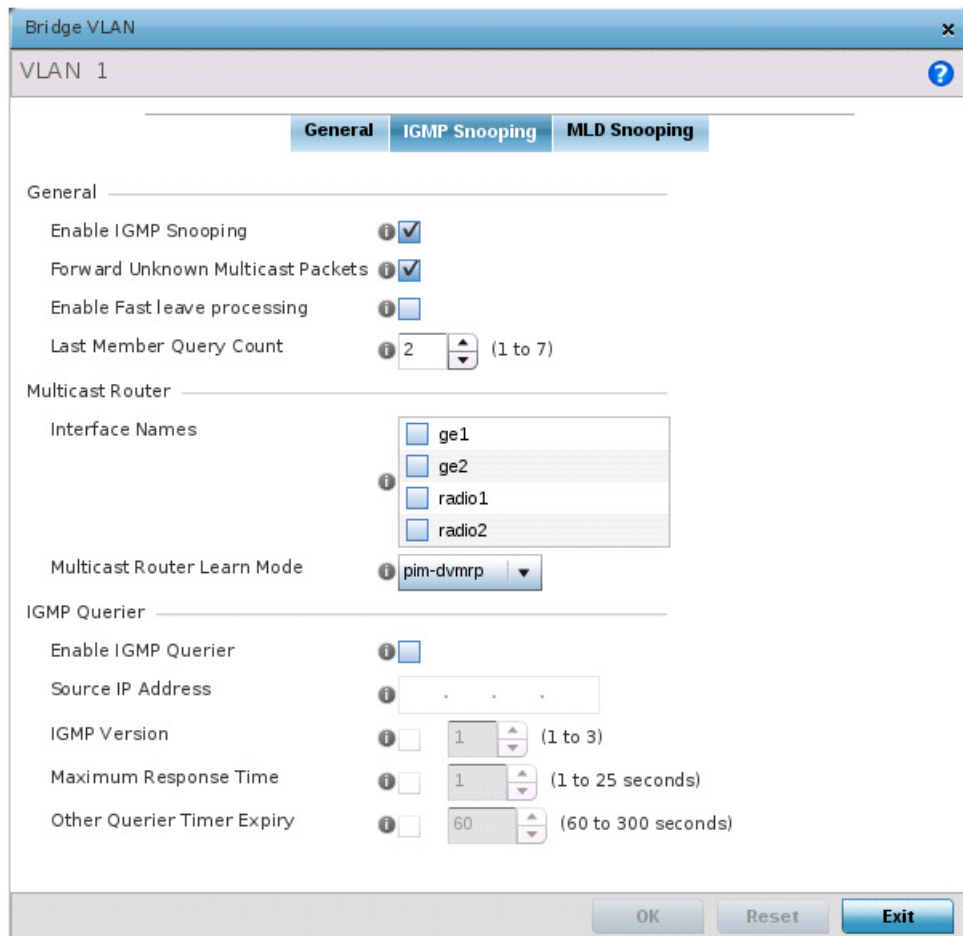 Bridge VLAN
VLAN 1
General IGMP Snooping MLD Snooping
General
Enable IGMP Snooping
Forward Unknown Multicast Packets
Enable Fast leave processing
Last Member Query Count 2 (1 to 7)
Multicast Router
Interface Names
ge1
ge2
radio1
radio2
Multicast Router Learn Mode pim-dvmrp
IGMP Querier
Enable IGMP Querier
Source IP Address . . .
IGMP Version 1 (1 to 3)
Maximum Response Time 1 (1 to 25 seconds)
Other Querier Timer Expiry 60 (60 to 300 seconds)
OK Reset Exit